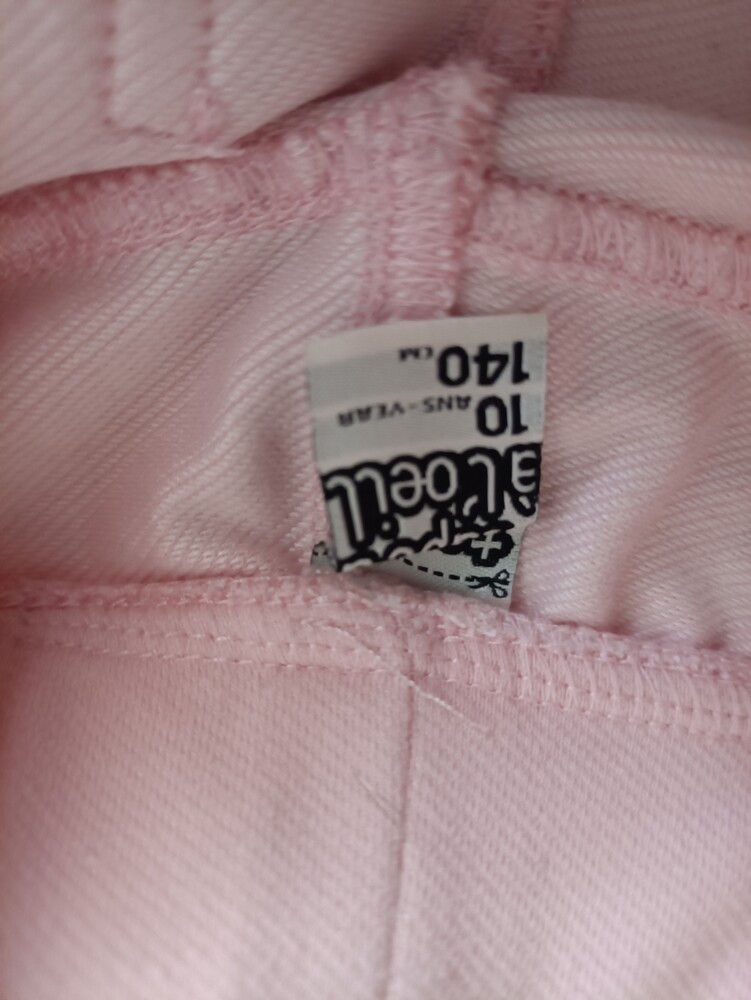 à l'oeil
10 ANS-YEAR
140 CM